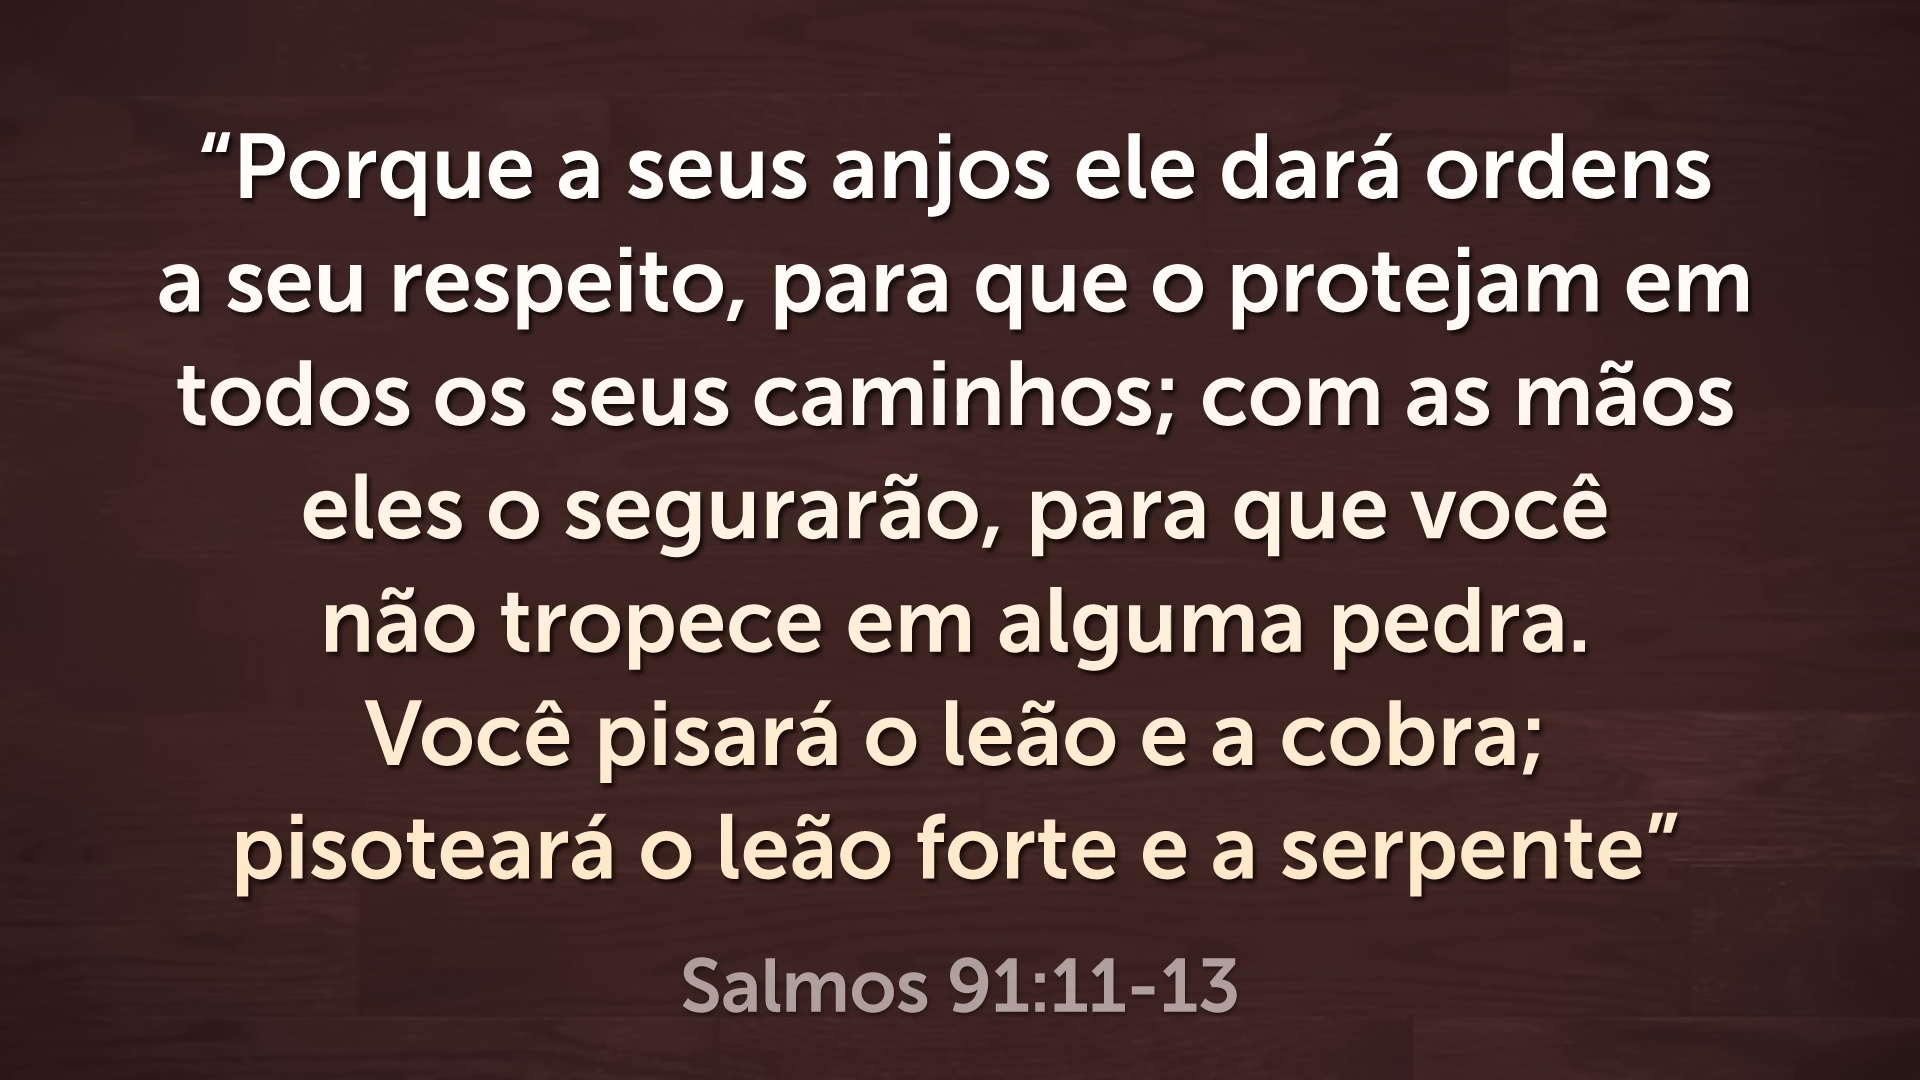 “Porque a seus anjos ele dará ordens
a seu respeito, para que o protejam em
todos os seus caminhos; com as mãos
eles o segurarão, para que você
não tropece em alguma pedra.
Você pisará o leão e a cobra;
pisoteará o leão forte e a serpente”
Salmos 91:11-13